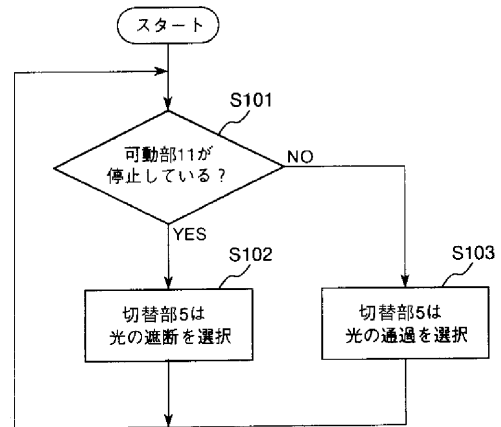 スタート
S101
可動部11が
停止している？
NO
YES
S102
切替部5は
光の遮断を選択
S103
切替部5は
光の通過を選択